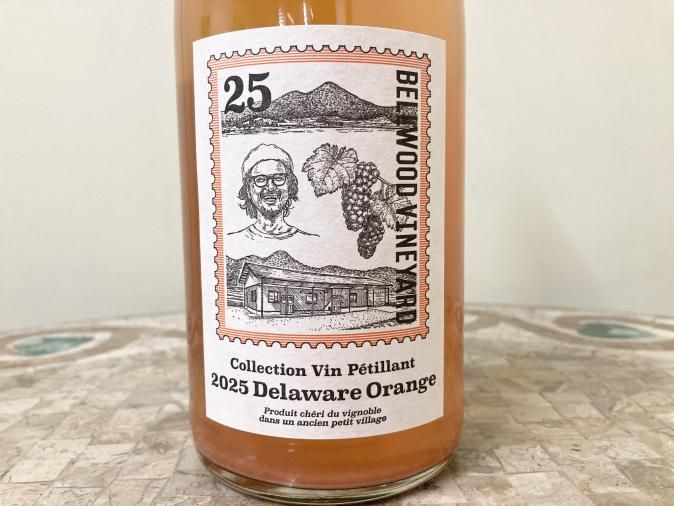 25
BELLWOOD VINEYARD
Collection Vin Pétillant
2025 Delaware Orange
Produit chéri du vignoble
dans un ancien petit village